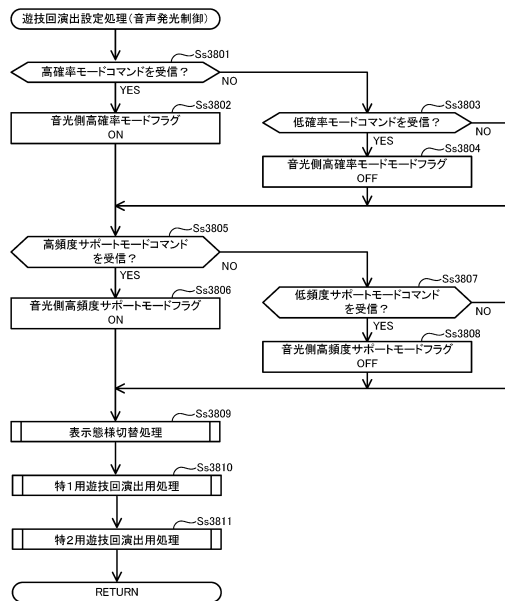 遊技回演出設定処理(音声発光制御)
Ss3801
高確率モードコマンドを受信？
NO
YES
Ss3802
音光側高確率モードフラグ
ON
Ss3803
低確率モードコマンドを受信？
NO
YES
Ss3804
音光側高確率モードモードフラグ
OFF
Ss3805
高頻度サポートモードコマンド
を受信？
NO
YES
Ss3806
音光側高頻度サポートモードフラグ
ON
Ss3807
低頻度サポートモードコマンド
を受信？
NO
YES
Ss3808
音光側高頻度サポートモードフラグ
OFF
Ss3809
表示態様切替処理
Ss3810
特1用遊技回演出用処理
Ss3811
特2用遊技回演出用処理
RETURN